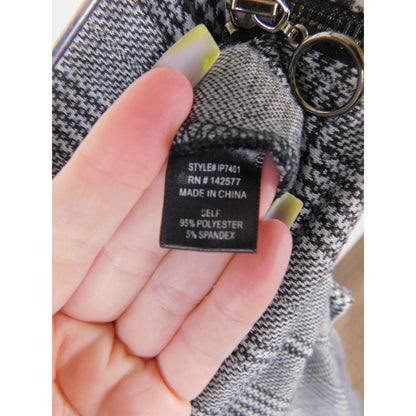 STYLE# IP7401
RN # 142577
MADE IN CHINA
SELF
95% POLYESTER
5% SPANDEX